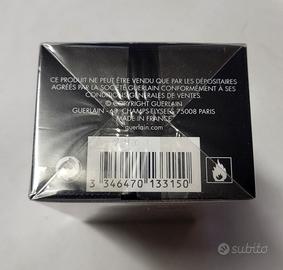 CE PRODUIT NE PEUT ÊTRE VENDU QUE PAR LES DÉPOSITAIRES
AGRÉÉS PAR LA SOCIÉTÉ GUERLAIN CONFORMÉMENT À SES
CONDITIONS GÉNÉRALES DE VENTES.
© COPYRIGHT GUERLAIN
GUERLAIN - 68, CHAMPS-ELYSÉES 75008 PARIS
MADE IN FRANCE
guerlain.com
3 346470 133150
subito